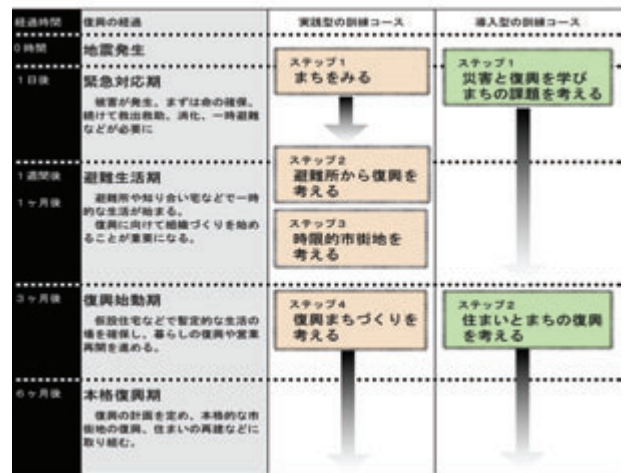 経過時間
復興の経過
実践型の訓練コース
導入型の訓練コース
0時間
地震発生
1日後
緊急対応期
被害が発生。まずは命の確保。
続けて救出救助、消化、一時避難
などが必要に
1週間後
避難生活期
1ヶ月後
避難所や知り合い宅などで一時
的な生活が始まる。
復興に向けて組織づくりを始め
ることが重要になる。
3ヶ月後
復興始動期
仮設住宅などで暫定的な生活の
場を確保し、暮らしの復興や営業
再開を進める。
6ヶ月後
本格復興期
復興の計画を定め、本格的な市
街地の復興、住まいの再建などに
取り組む。
ステップ1
まちをみる
ステップ2
避難所から復興を
考える
ステップ3
時限的市街地を
考える
ステップ4
復興まちづくりを
考える
ステップ1
災害と復興を学び
まちの課題を考える
ステップ2
住まいとまちの復興
を考える